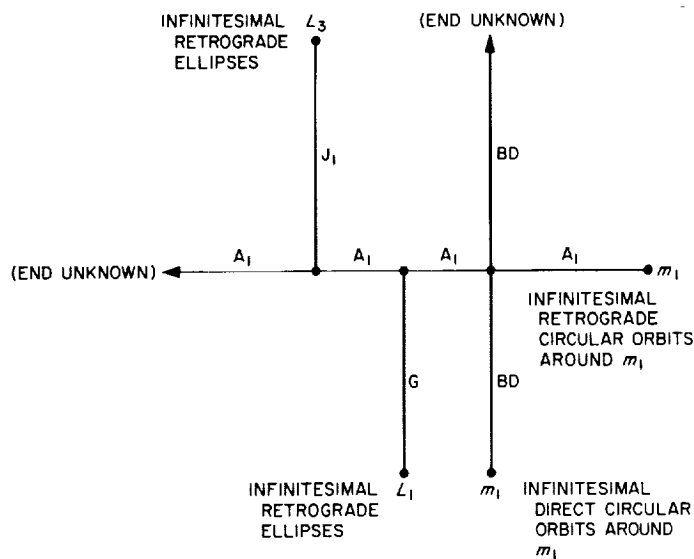 INFINITESIMAL L3
RETROGRADE
ELLIPSES
(END UNKNOWN)
J1
BD
A1 A1 A1 A1
(END UNKNOWN)
m1
INFINITESIMAL
RETROGRADE
CIRCULAR ORBITS
AROUND m1
G
BD
INFINITESIMAL L1
RETROGRADE
ELLIPSES
m1 INFINITESIMAL
DIRECT CIRCULAR
ORBITS AROUND
m1